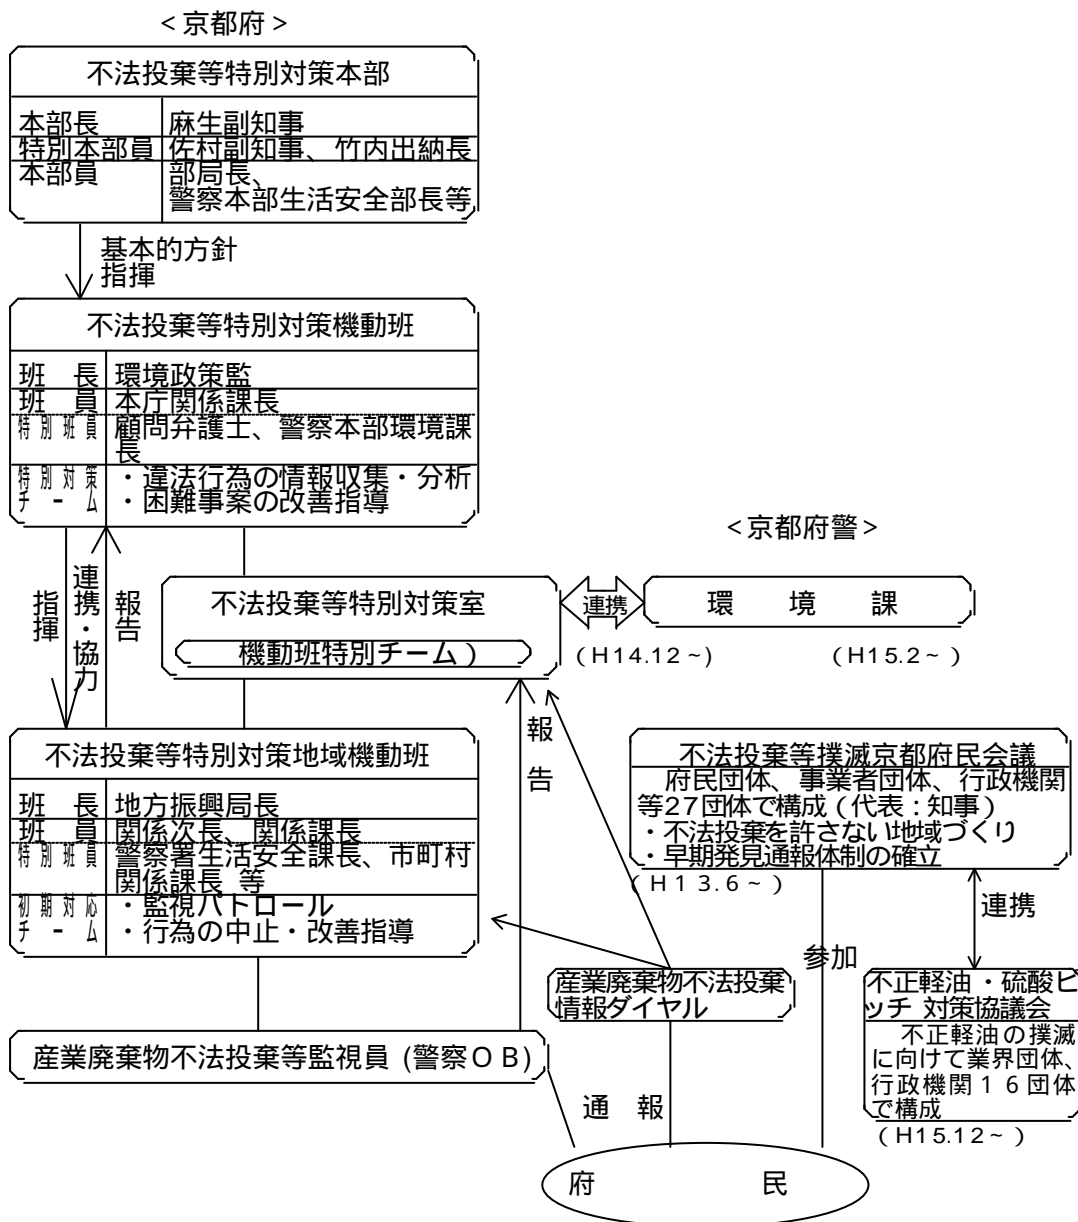 ＜京都府＞
不法投棄等特別対策本部
本部長 麻生副知事
特別本部員 佐村副知事、竹内出納長
本部員 部局長、
警察本部生活安全部長等
基本的方針
指揮
不法投棄等特別対策機動班
班　長 環境政策監
班　員 本庁関係課長
特別班員 顧問弁護士、警察本部環境課
長
特別対策 ・違法行為の情報収集・分析
チーム ・困難事案の改善指導
＜京都府警＞
指揮
連携・協力
報告
不法投棄等特別対策室
機動班特別チーム）
連携
環　境　課
（H14.12～）
（H15.2～）
不法投棄等特別対策地域機動班
班　長 地方振興局長
班　員 関係次長、関係課長
特別班員 警察署生活安全課長、市町村
関係課長 等
初期対応 ・監視パトロール
チーム ・行為の中止・改善指導
報告
不法投棄等撲滅京都府民会議
府民団体、事業者団体、行政機関
等27団体で構成（代表：知事）
・不法投棄を許さない地域づくり
・早期発見通報体制の確立
（Ｈ１３.６～）
連携
参加
産業廃棄物不法投棄
情報ダイヤル
不正軽油・硫酸ピ
ッチ 対策協議会
不正軽油の撲滅
に向けて業界団体、
行政機関１６団体
で構成
（H15.12～）
産業廃棄物不法投棄等監視員 (警察ＯＢ)
通　報
府　民